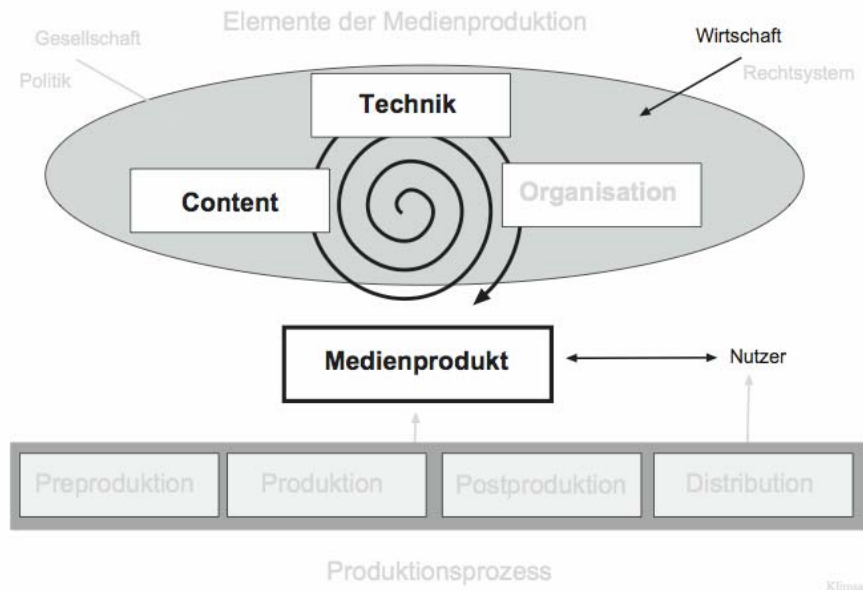 Elemente der Medienproduktion
Gesellschaft
Wirtschaft
Politik
Rechtsystem
Technik
Content
Organisation
Medienprodukt
Nutzer
Preproduktion
Produktion
Postproduktion
Distribution
Produktionsprozess